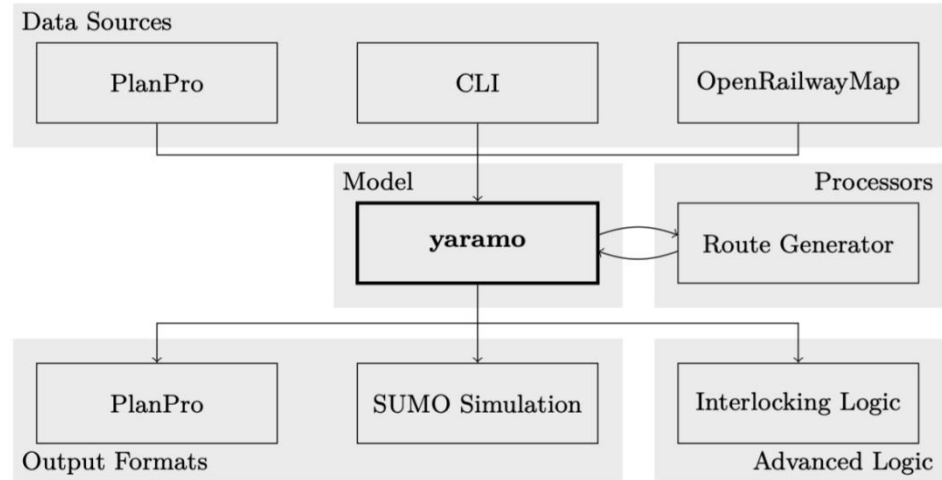 Data Sources
PlanPro
CLI
OpenRailwayMap
Model
Processors
yaramo
Route Generator
PlanPro
SUMO Simulation
Interlocking Logic
Output Formats
Advanced Logic